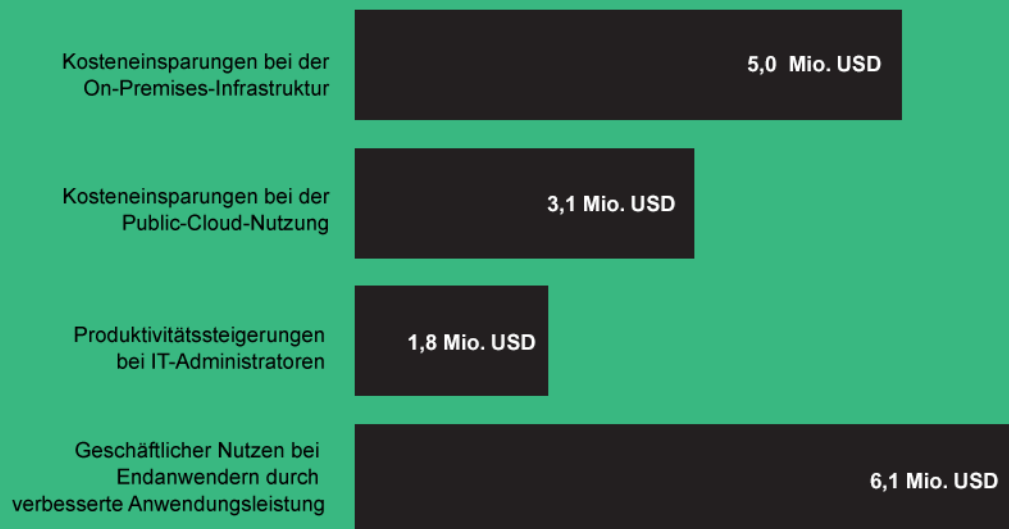 Kosteneinsparungen bei der
On-Premises-Infrastruktur
5,0 Mio. USD
Kosteneinsparungen bei der
Public-Cloud-Nutzung
3,1 Mio. USD
Produktivitätssteigerungen
bei IT-Administratoren
1,8 Mio. USD
Geschäftlicher Nutzen bei
Endanwendern durch
verbesserte Anwendungsleistung
6,1 Mio. USD